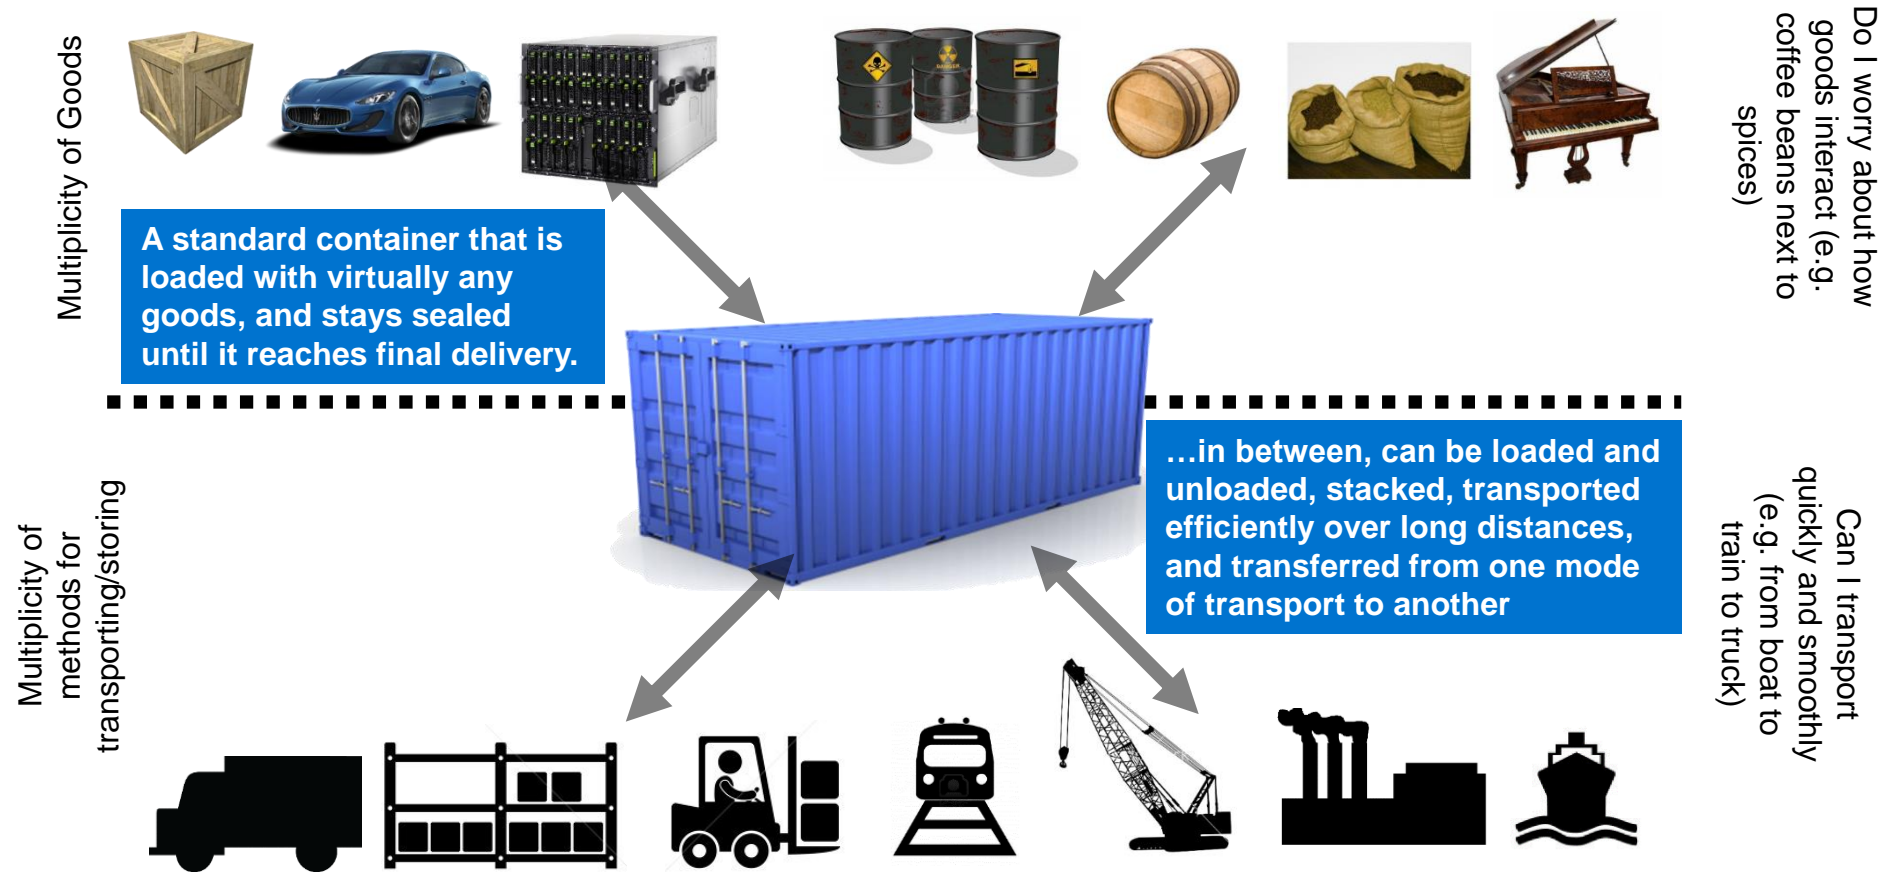 Multiplicity of Goods
Do I worry about how
goods interact (e.g.
coffee beans next to
spices)
DANGER
A standard container that is
loaded with virtually any
goods, and stays sealed
until it reaches final delivery.
…in between, can be loaded and
unloaded, stacked, transported
efficiently over long distances,
and transferred from one mode
of transport to another
Multiplicity of
methods for
transporting/storing
Can I transport
quickly and smoothly
(e.g. from boat to
train to truck)